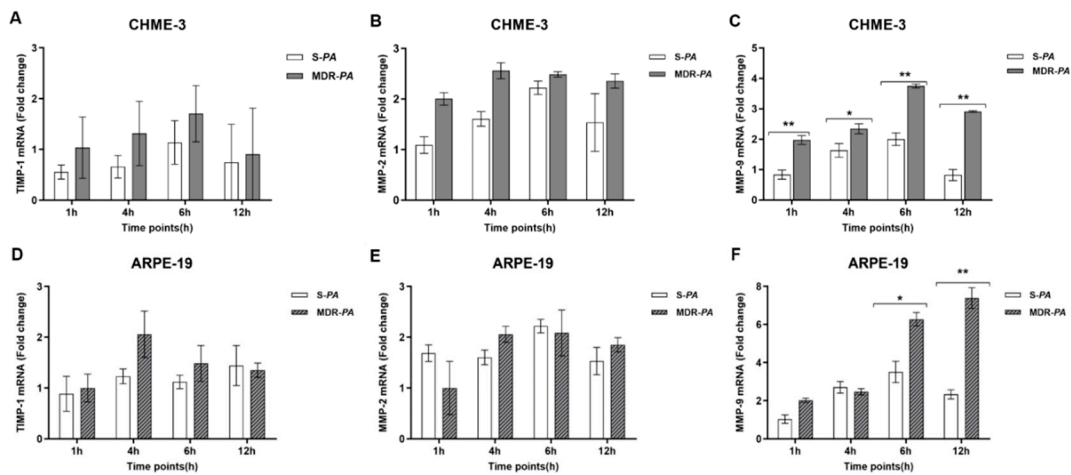 A
CHME-3
TIMP-1 mRNA (Fold change)
3
2
1
0
1h 4h 6h 12h
Time points(h)
S-PA
MDR-PA
B
CHME-3
MMP-2 mRNA (Fold change)
3
2
1
0
1h 4h 6h 12h
Time points(h)
S-PA
MDR-PA
C
CHME-3
MMP-9 mRNA (Fold change)
5
4
3
2
1
0
** * ** **
1h 4h 6h 12h
Time points(h)
S-PA
MDR-PA
D
ARPE-19
TIMP-1 mRNA (Fold change)
3
2
1
0
1h 4h 6h 12h
Time points(h)
S-PA
MDR-PA
E
ARPE-19
MMP-2 mRNA (Fold change)
3
2
1
0
1h 4h 6h 12h
Time points(h)
S-PA
MDR-PA
F
ARPE-19
MMP-9 mRNA (Fold change)
8
6
4
2
0
* **
1h 4h 6h 12h
Time points(h)
S-PA
MDR-PA